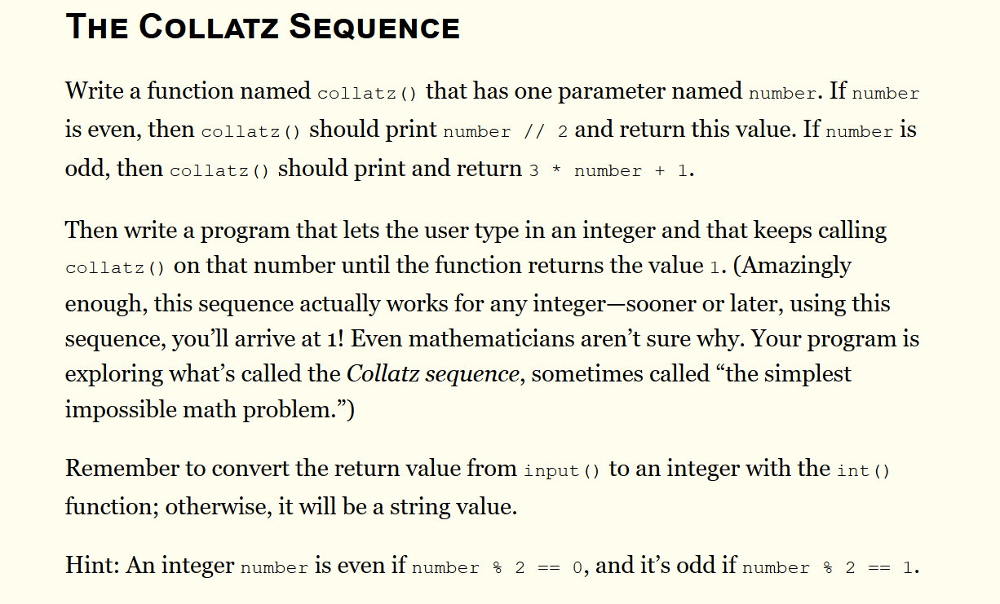 THE COLLATZ SEQUENCE
Write a function named collatz() that has one parameter named number. If number
is even, then collatz() should print number // 2 and return this value. If number is
odd, then collatz() should print and return 3 * number + 1.
Then write a program that lets the user type in an integer and that keeps calling
collatz() on that number until the function returns the value 1. (Amazingly
enough, this sequence actually works for any integer—sooner or later, using this
sequence, you’ll arrive at 1! Even mathematicians aren’t sure why. Your program is
exploring what’s called the Collatz sequence, sometimes called “the simplest
impossible math problem.”)
Remember to convert the return value from input() to an integer with the int()
function; otherwise, it will be a string value.
Hint: An integer number is even if number % 2 == 0, and it’s odd if number % 2 == 1.